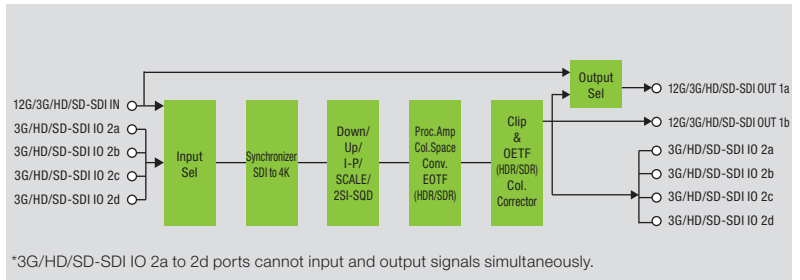 12G/3G/HD/SD-SDI IN
3G/HD/SD-SDI IO 2a
3G/HD/SD-SDI IO 2b
3G/HD/SD-SDI IO 2c
3G/HD/SD-SDI IO 2d
Input
Sel
Synchronizer
SDI to 4K
Down/
Up/
I-P/
SCALE/
2SI-SQD
Proc.Amp
Col.Space
Conv.
EOTF
(HDR/SDR)
Clip
&
OETF
(HDR/SDR)
Col.
Corrector
Output
Sel
12G/3G/HD/SD-SDI OUT 1a
12G/3G/HD/SD-SDI OUT 1b
3G/HD/SD-SDI IO 2a
3G/HD/SD-SDI IO 2b
3G/HD/SD-SDI IO 2c
3G/HD/SD-SDI IO 2d
*3G/HD/SD-SDI IO 2a to 2d ports cannot input and output signals simultaneously.